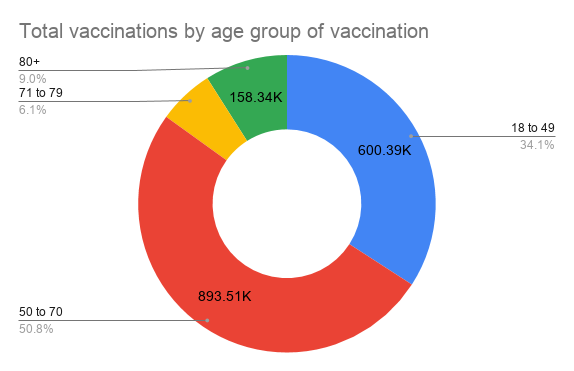 Total vaccinations by age group of vaccination
80+
9.0%
71 to 79
6.1%
158.34K
18 to 49
34.1%
600.39K
893.51K
50 to 70
50.8%